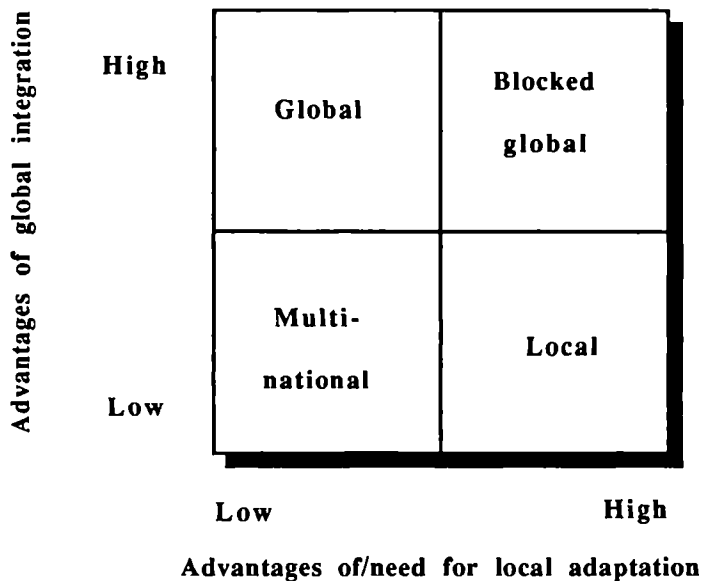 Advantages of global integration
High
Global
Blocked
global
Multi-
national
Local
Low
Low
High
Advantages of/need for local adaptation